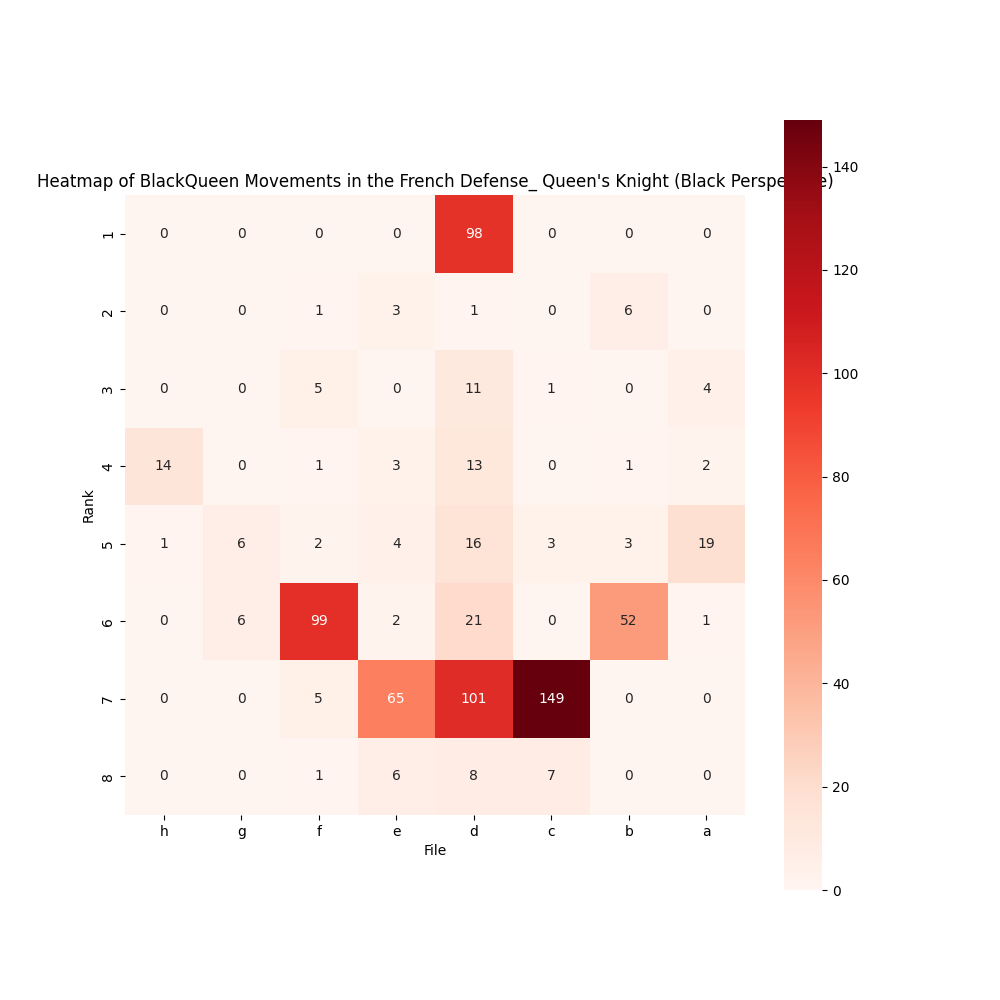 Heatmap of BlackQueen Movements in the French Defense_ Queen's Knight (Black Perspective)
140
120
100
80
60
40
20
0
Rank
1 0 0 0 0 98 0 0 0
2 0 0 1 3 1 0 6 0
3 0 0 5 0 11 1 0 4
4 14 0 1 3 13 0 1 2
5 1 6 2 4 16 3 3 19
6 0 6 99 2 21 0 52 1
7 0 0 5 65 101 149 0 0
8 0 0 1 6 8 7 0 0
h g f e d c b a
File